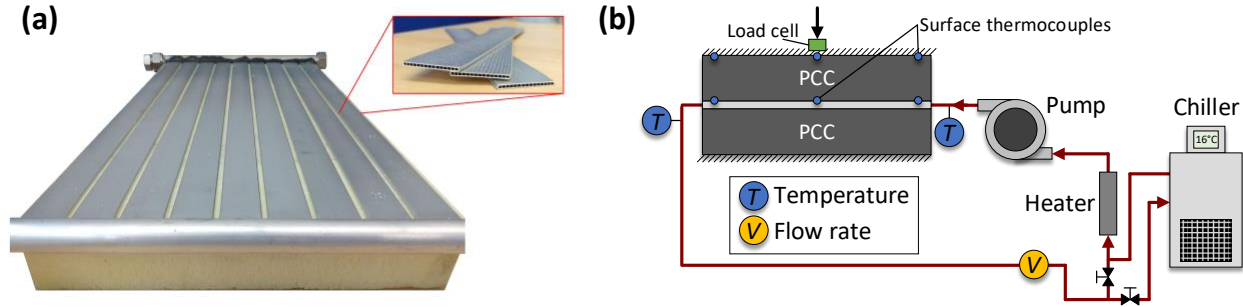 (a)
(b)
Load cell
Surface thermocouples
PCC
PCC
T
T
Pump
Chiller
16°C
Heater
T Temperature
V Flow rate
V